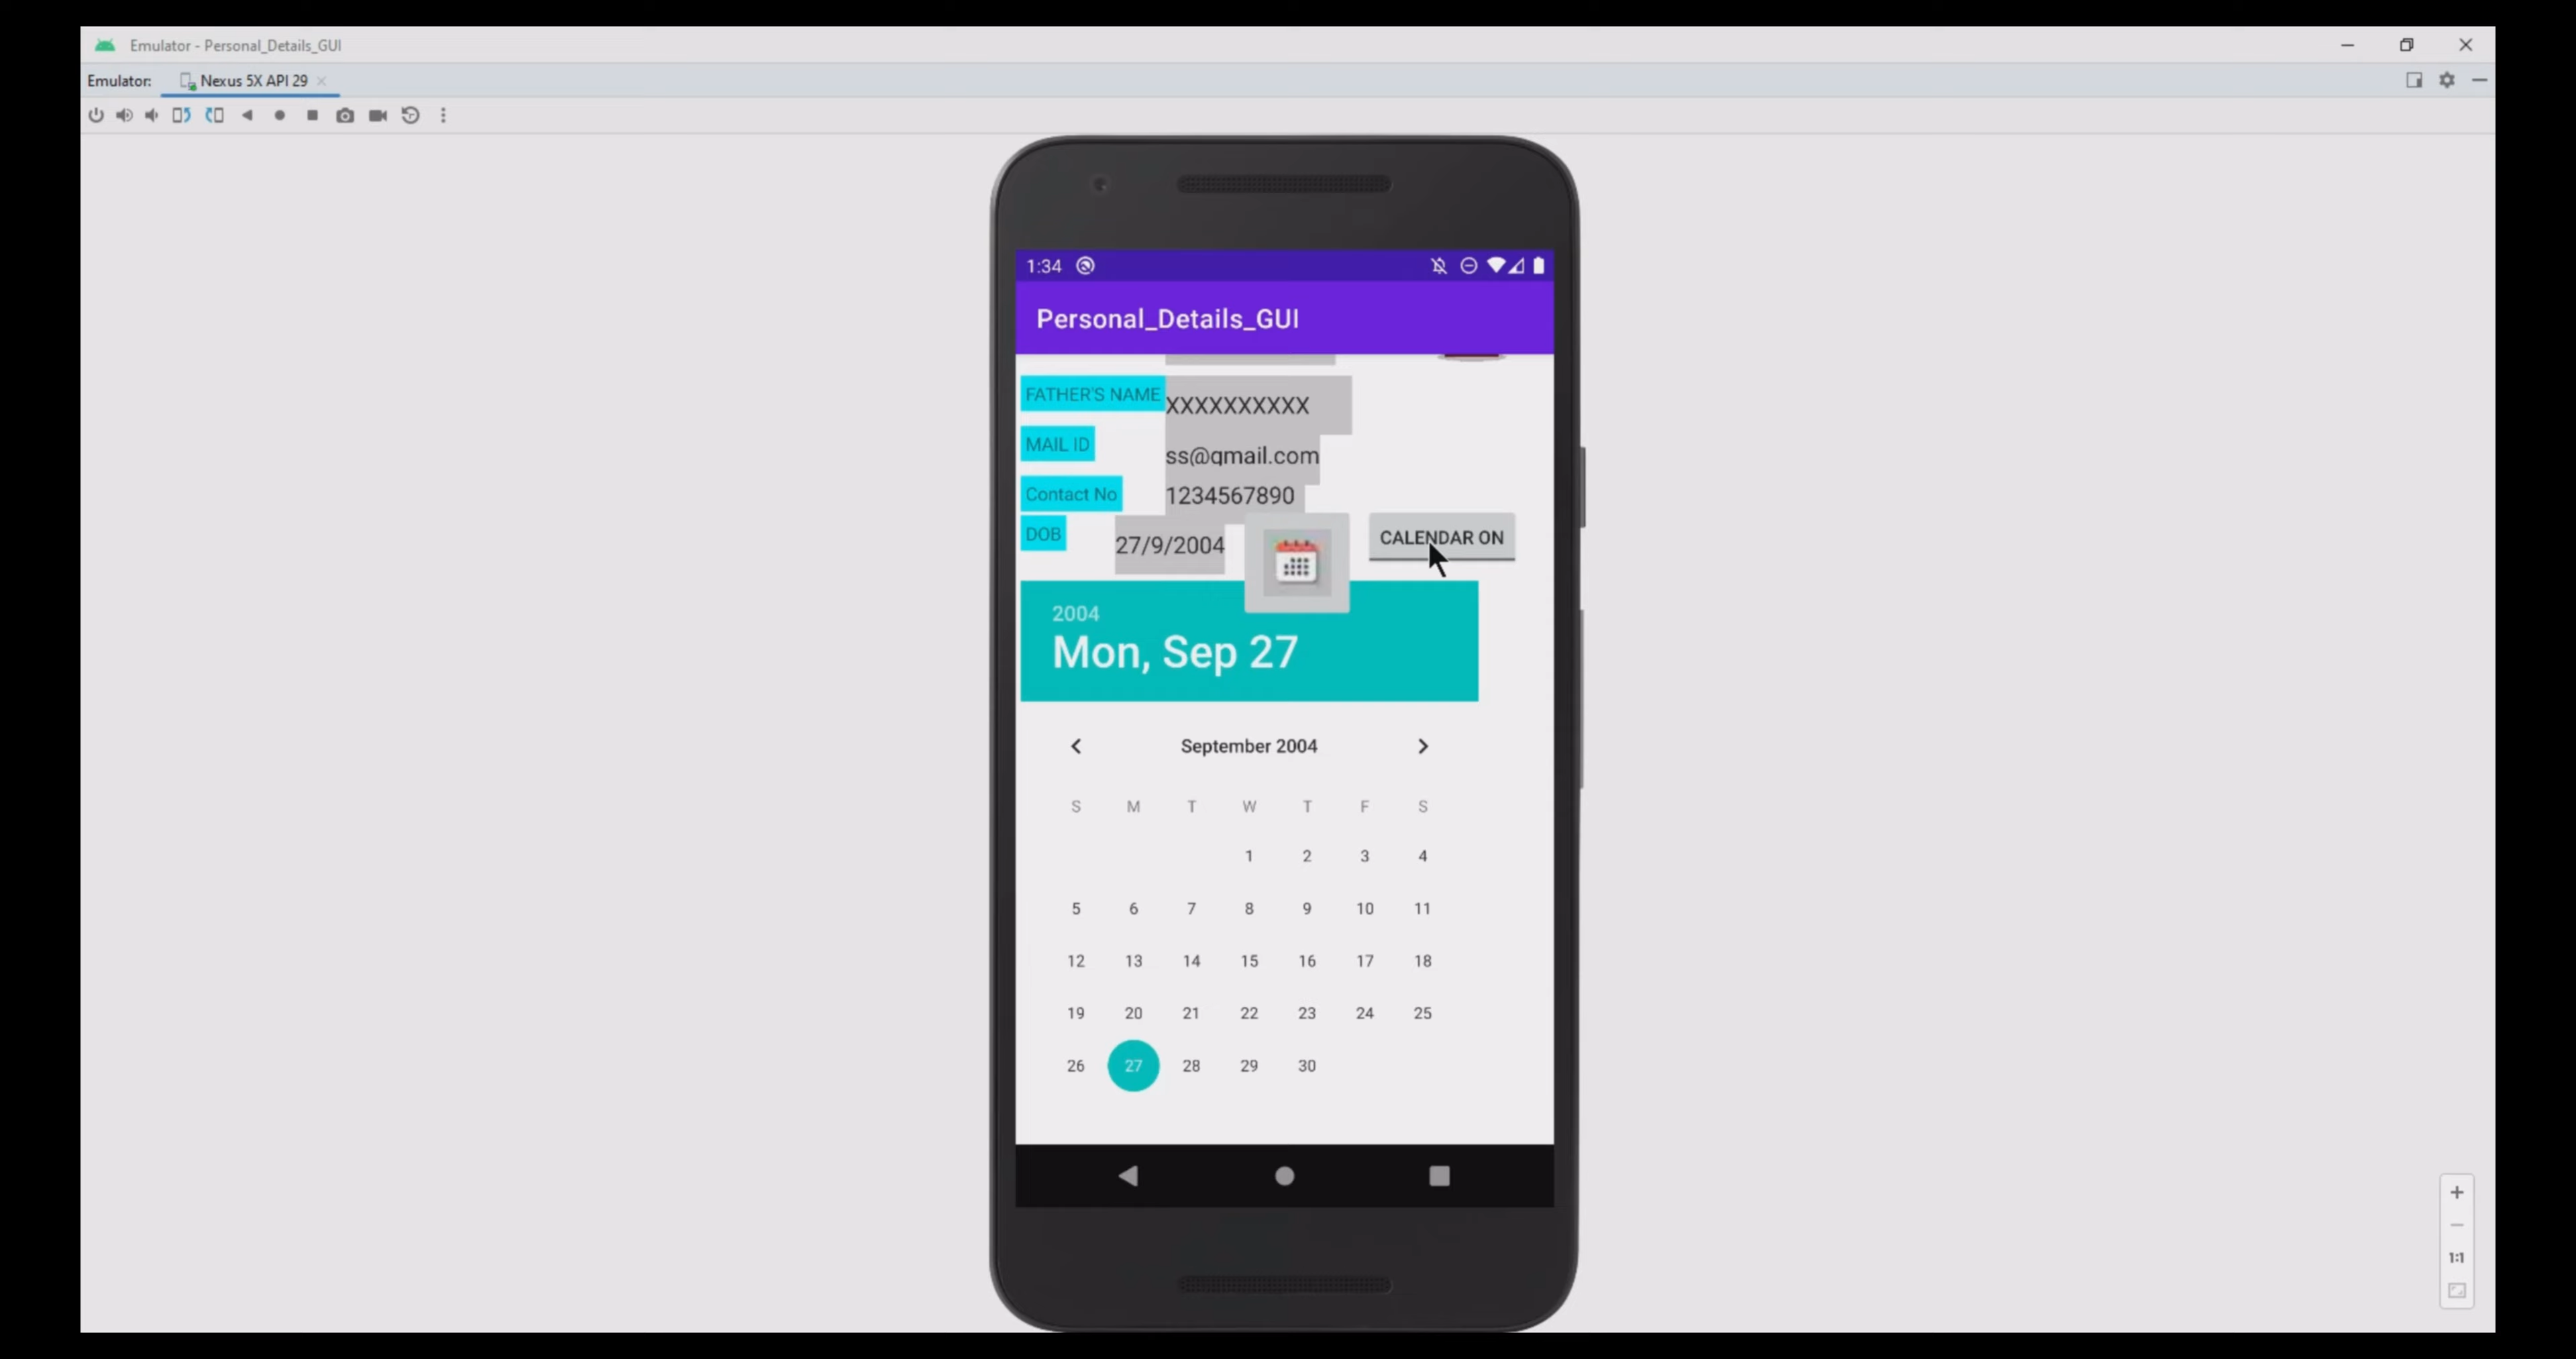 Emulator - Personal_Details_GUI
Emulator: Nexus 5X API 29
1:34
Personal_Details_GUI
FATHER'S NAME XXXXXXXXXX
MAIL ID ss@gmail.com
Contact No 1234567890
DOB 27/9/2004 CALENDAR ON
2004
Mon, Sep 27
September 2004
S M T W T F S
1 2 3 4
5 6 7 8 9 10 11
12 13 14 15 16 17 18
19 20 21 22 23 24 25
26 27 28 29 30
1:1